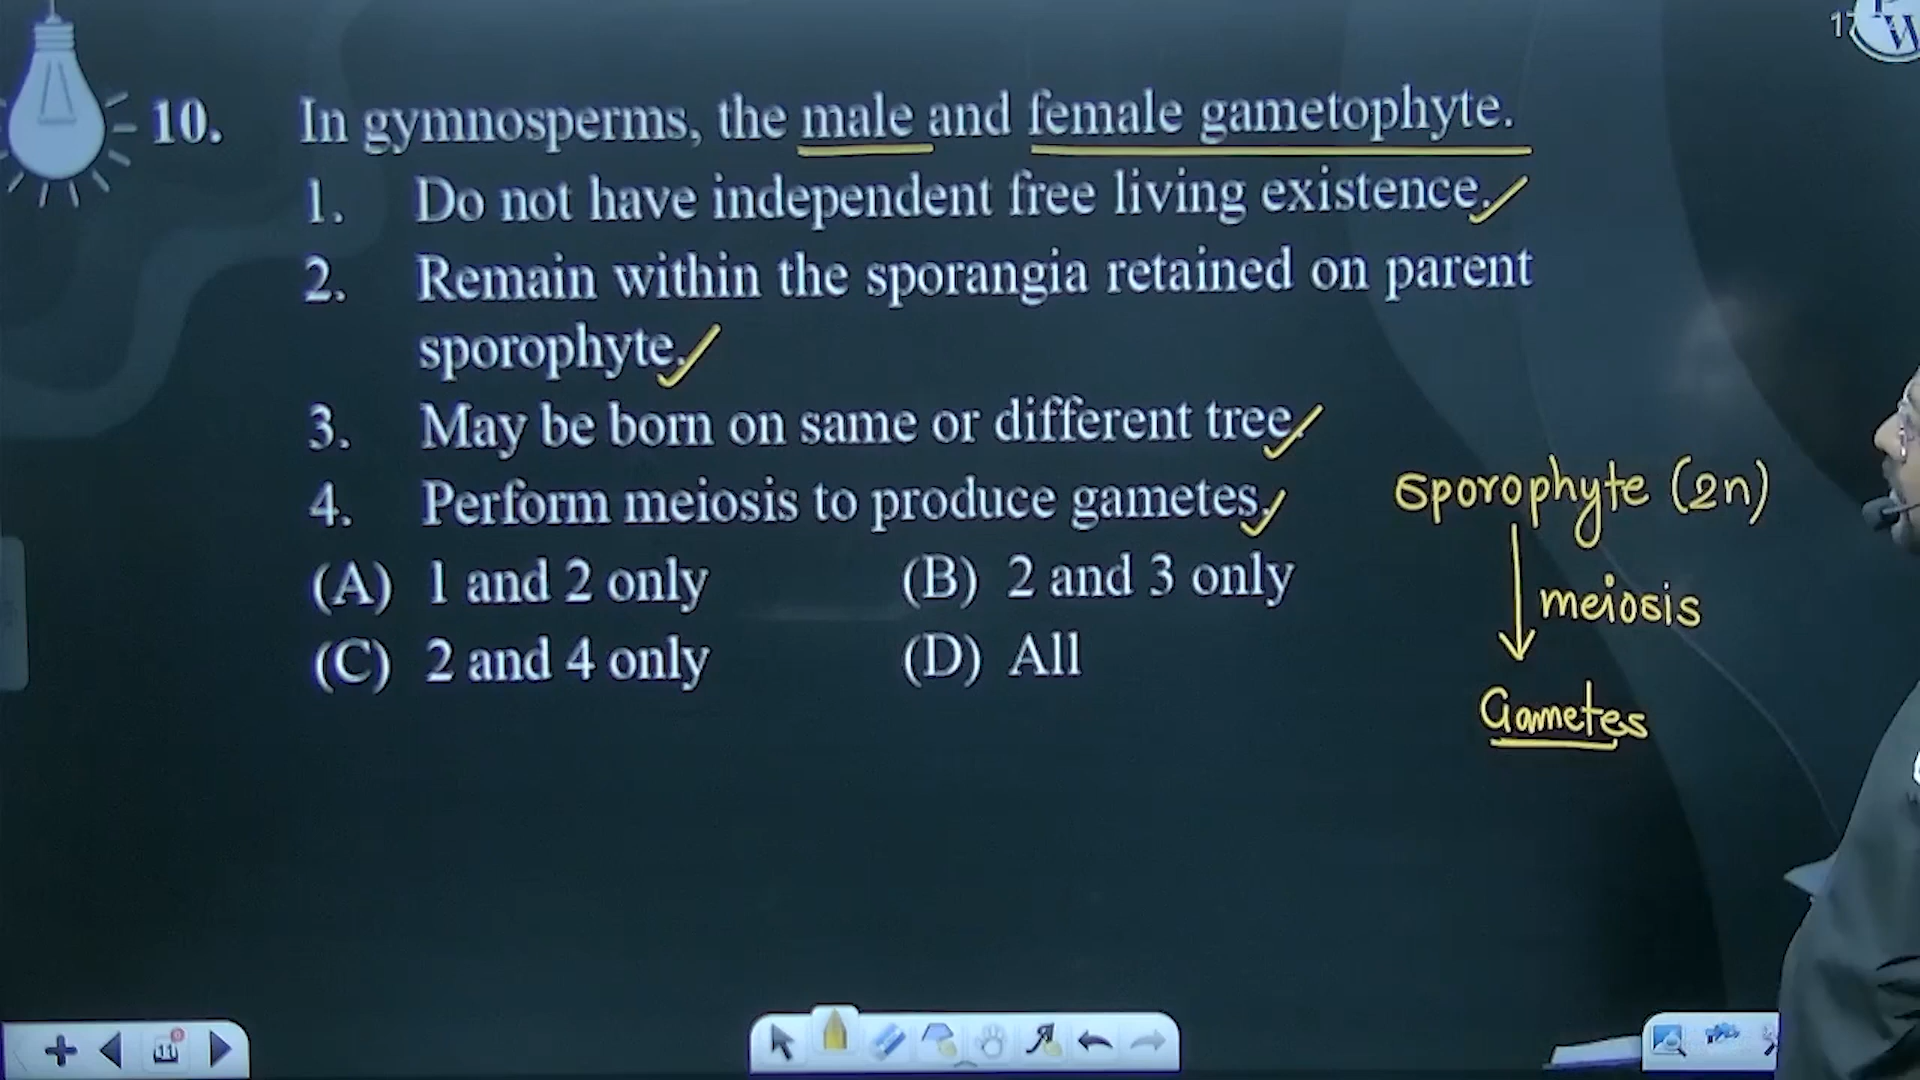 17
PW
10. In gymnosperms, the male and female gametophyte.
1. Do not have independent free living existence.
2. Remain within the sporangia retained on parent
sporophyte.
3. May be born on same or different tree.
4. Perform meiosis to produce gametes.
(A) 1 and 2 only (B) 2 and 3 only
(C) 2 and 4 only (D) All
sporophyte (2n)
meiosis
Gametes
11